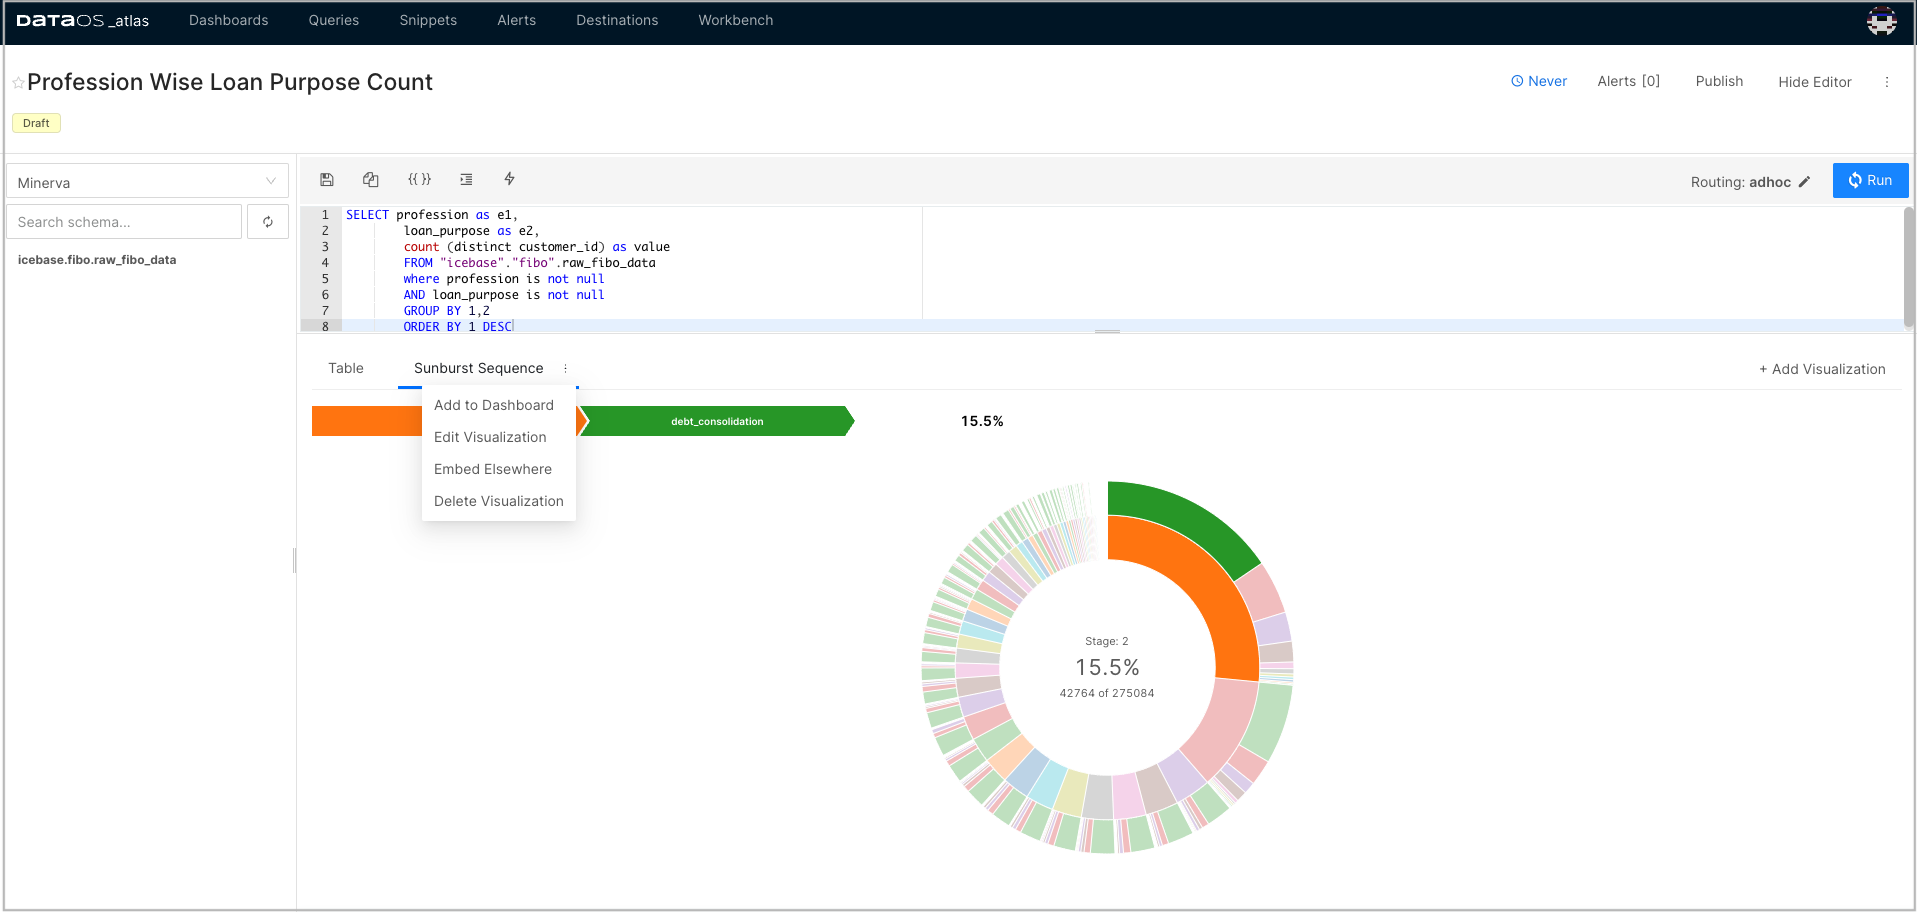 DATAOS_atlas Dashboards Queries Snippets Alerts Destinations Workbench
Profession Wise Loan Purpose Count
Never Alerts [0] Publish Hide Editor
Draft
Minerva
Search schema...
icebase.fibo.raw_fibo_data
{{ }}
Routing: adhoc
Run
1 SELECT profession as e1,
2 loan_purpose as e2,
3 count (distinct customer_id) as value
4 FROM "icebase"."fibo".raw_fibo_data
5 where profession is not null
6 AND loan_purpose is not null
7 GROUP BY 1,2
8 ORDER BY 1 DESC
Table Sunburst Sequence
+ Add Visualization
Add to Dashboard
Edit Visualization
Embed Elsewhere
Delete Visualization
debt_consolidation
15.5%
Stage: 2
15.5%
42764 of 275084